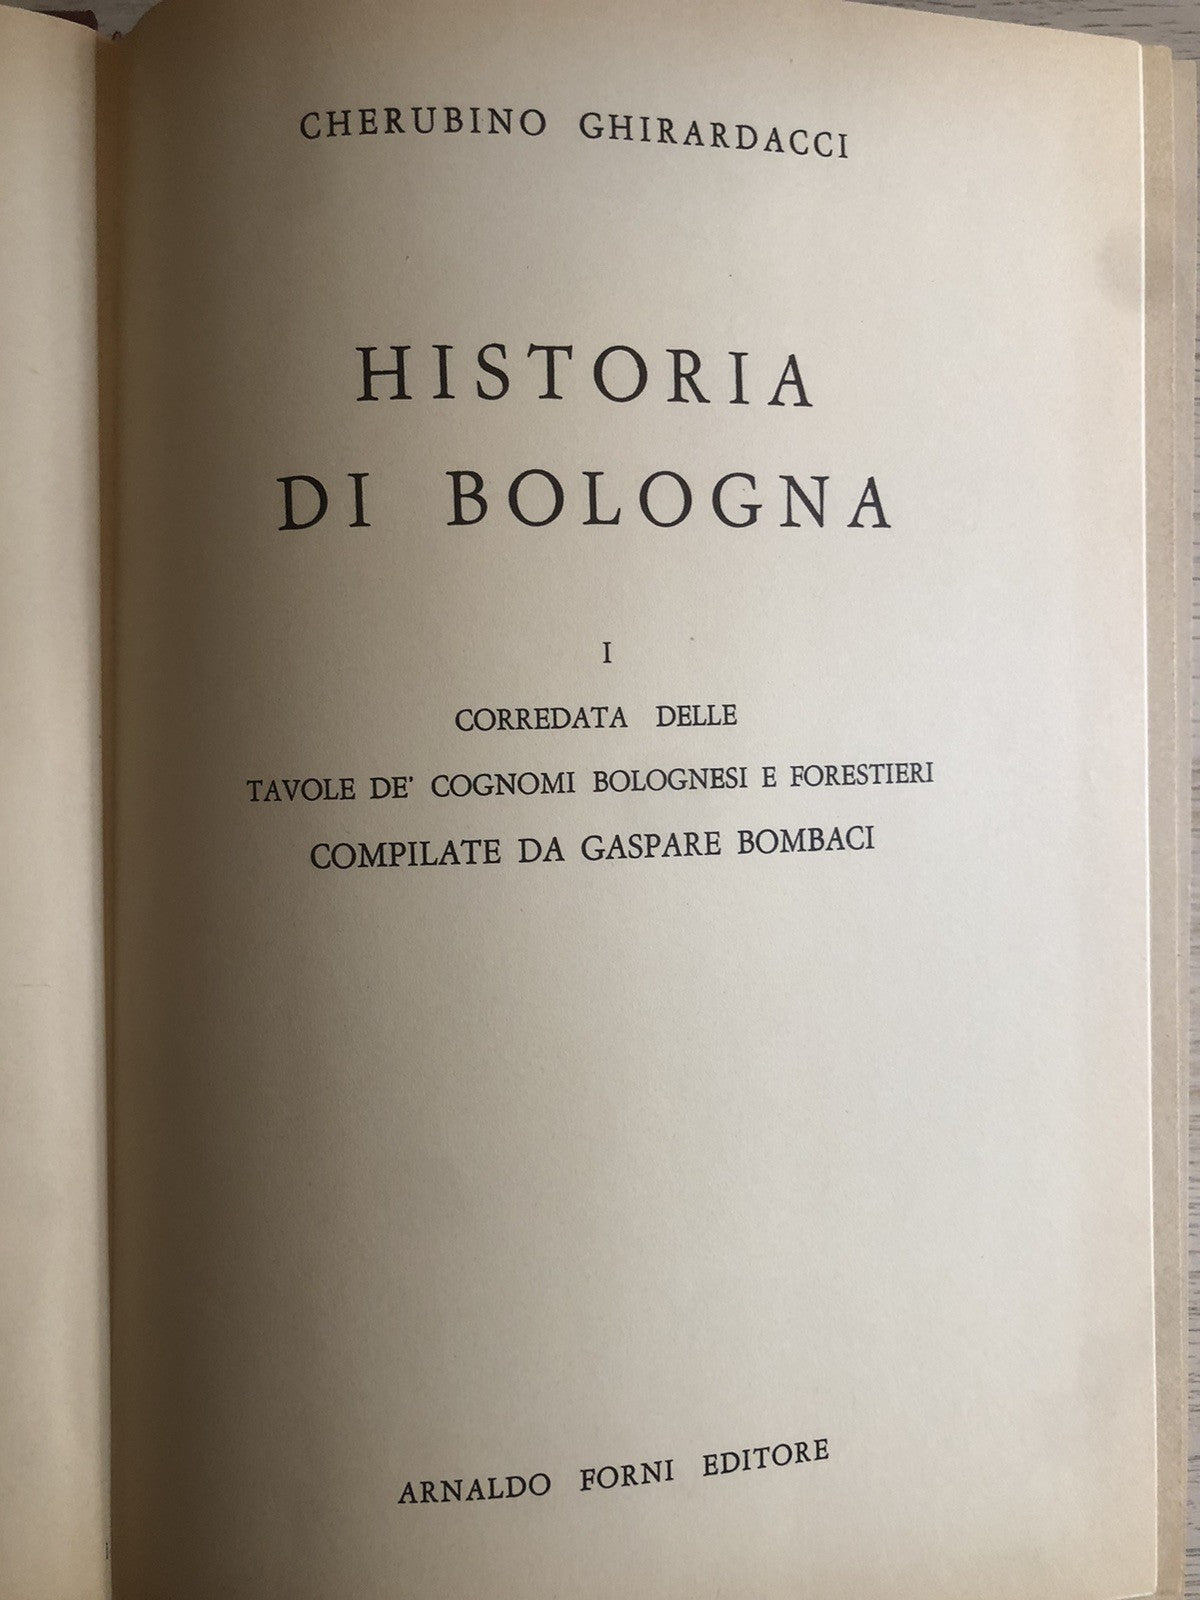 CHERUBINO GHIRARDACCI
HISTORIA
DI BOLOGNA
I
CORREDATA DELLE
TAVOLE DE' COGNOMI BOLOGNESI E FORESTIERI
COMPILATE DA GASPARE BOMBACI
ARNALDO FORNI EDITORE